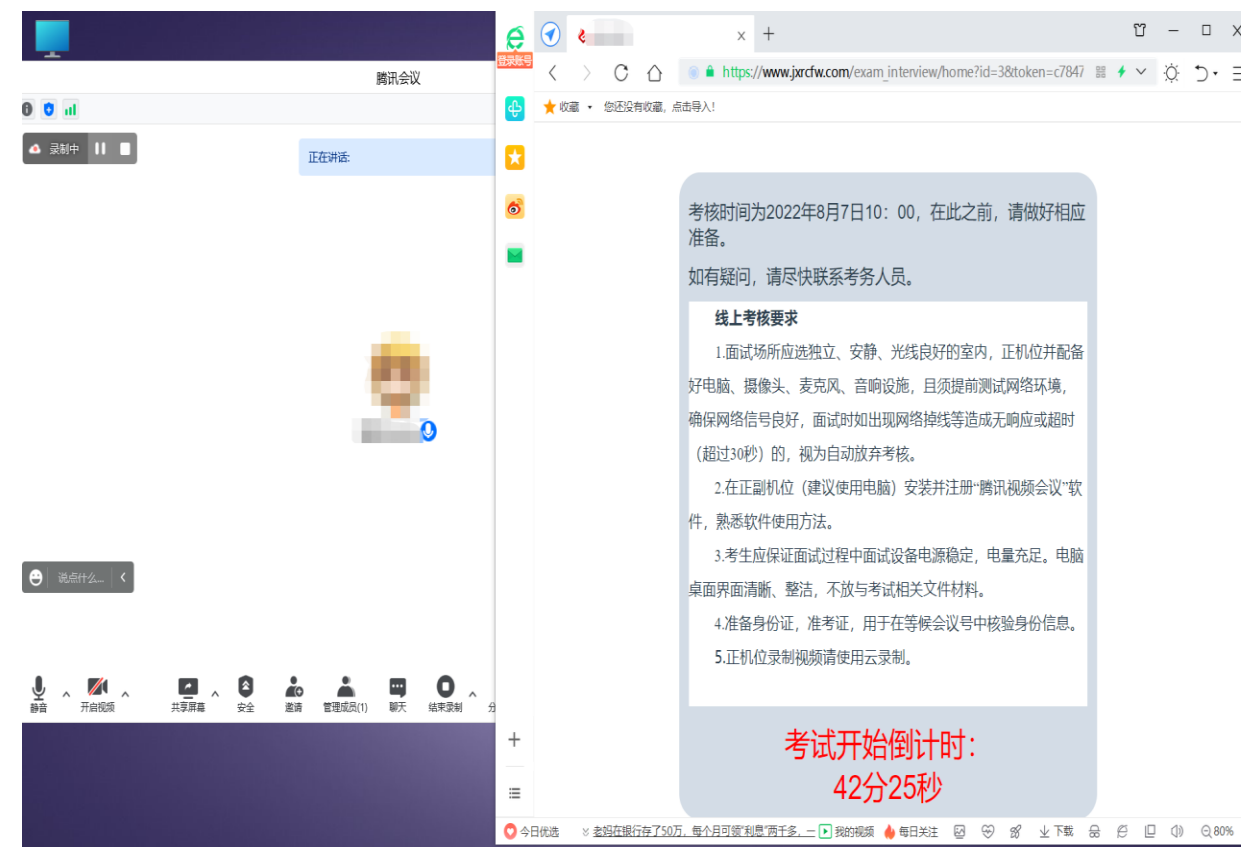 腾讯会议
录制中
正在讲话:
说点什么...
静音
开启视频
共享屏幕
安全
邀请
管理成员(1)
聊天
结束录制
登录账号
https://www.jxrcfw.com/exam_interview/home?id=3&token=c7847
收藏
您还没有收藏，点击导入!
考核时间为2022年8月7日10：00，在此之前，请做好相应
准备。
如有疑问，请尽快联系考务人员。
线上考核要求
1.面试场所应选独立、安静、光线良好的室内，正机位并配备
好电脑、摄像头、麦克风、音响设施，且须提前测试网络环境，
确保网络信号良好，面试时如出现网络掉线等造成无响应或超时
（超过30秒）的，视为自动放弃考核。
2.在正副机位（建议使用电脑）安装并注册“腾讯视频会议”软
件，熟悉软件使用方法。
3.考生应保证面试过程中面试设备电源稳定，电量充足。电脑
桌面界面清晰、整洁，不放与考试相关文件材料。
4.准备身份证，准考证，用于在等候会议号中核验身份信息。
5.正机位录制视频请使用云录制。
考试开始倒计时：
42分25秒
今日优选
老妈在银行存了50万，每个月可领“利息”两千多，一
我的视频
每日关注
下载
80%